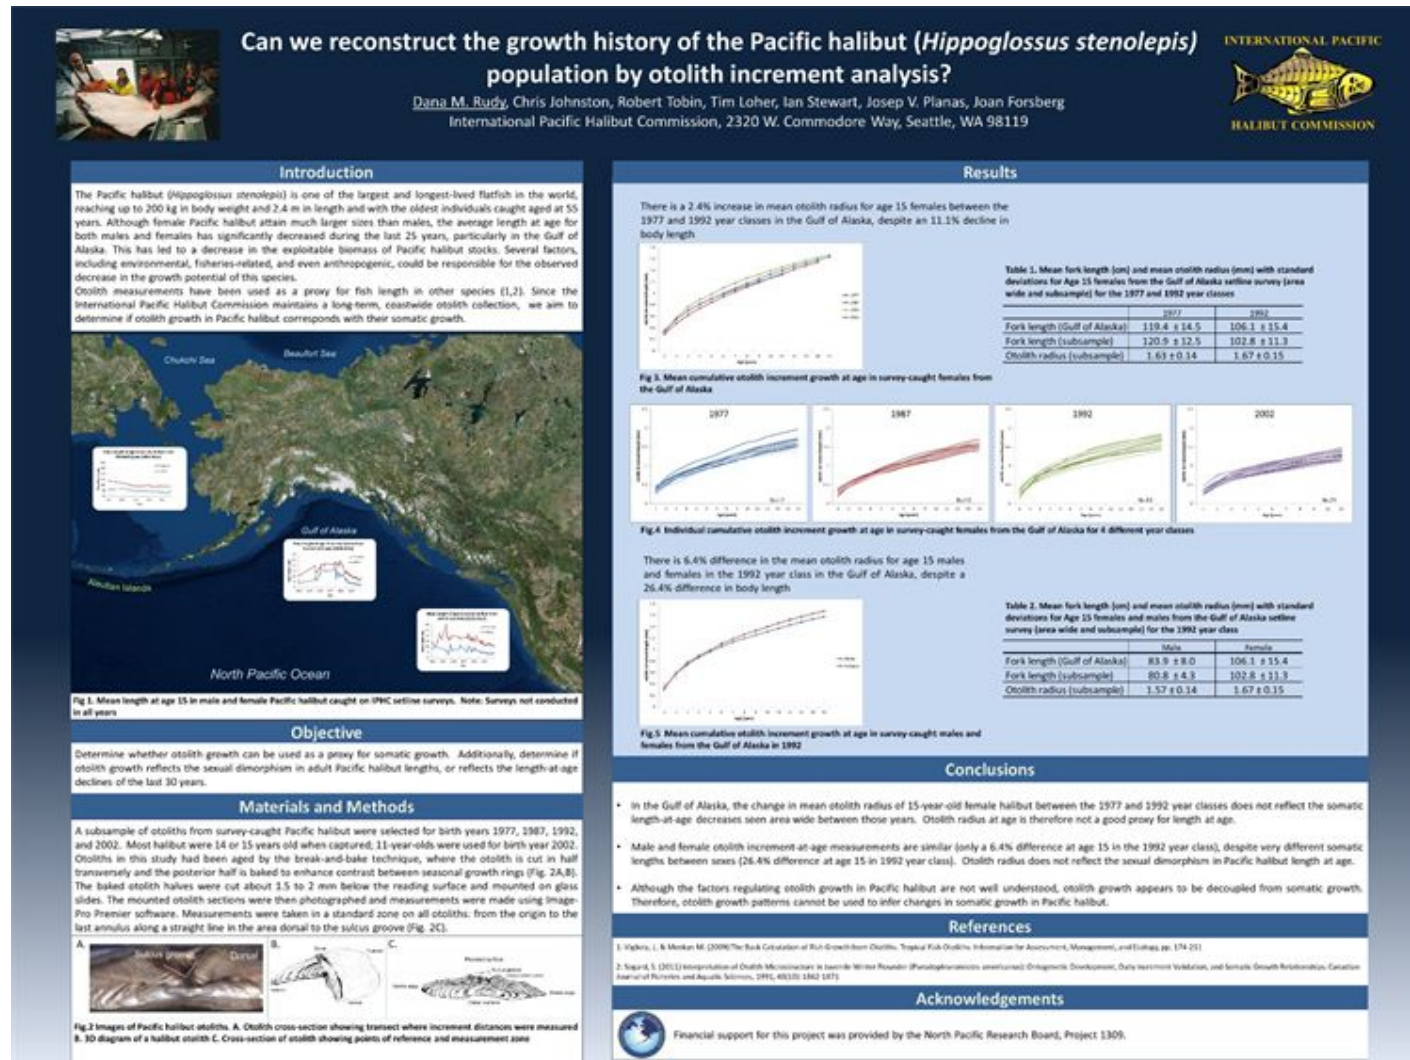 Can we reconstruct the growth history of the Pacific halibut (Hippoglossus stenolepis)
population by otolith increment analysis?
Dana M. Rudy, Chris Johnston, Robert Tobin, Tim Loher, Ian Stewart, Josep V. Planas, Joan Forsberg
International Pacific Halibut Commission, 2320 W. Commodore Way, Seattle, WA 98119
INTERNATIONAL PACIFIC
HALIBUT COMMISSION
Introduction
The Pacific halibut (Hippoglossus stenolepis) is one of the largest and longest-lived flatfish in the world,
reaching up to 200 kg in body weight and 2.4 m in length and with the oldest individuals caught aged at 55
years. Although female Pacific halibut attain much larger sizes than males, the average length at age for
both males and females has significantly decreased during the last 25 years, particularly in the Gulf of
Alaska. This has led to a decrease in the exploitable biomass of Pacific halibut stocks. Several factors,
including environmental, fisheries-related, and even anthropogenic, could be responsible for the observed
decrease in the growth potential of this species.
Otolith measurements have been used as a proxy for fish length in other species (1,2). Since the
International Pacific Halibut Commission maintains a long-term, coastwide otolith collection, we aim to
determine if otolith growth in Pacific halibut corresponds with their somatic growth.
Chukchi Sea
Beaufort Sea
Gulf of Alaska
Aleutian Islands
North Pacific Ocean
Fig 1. Mean length at age 15 in male and female Pacific halibut caught on IPHC setline surveys. Note: Surveys not conducted
in all years
Objective
Determine whether otolith growth can be used as a proxy for somatic growth. Additionally, determine if
otolith growth reflects the sexual dimorphism in adult Pacific halibut lengths, or reflects the length-at-age
declines of the last 30 years.
Materials and Methods
A subsample of otoliths from survey-caught Pacific halibut were selected for birth years 1977, 1987, 1992,
and 2002. Most halibut were 14 or 15 years old when captured; 11-year-olds were used for birth year 2002.
Otoliths in this study had been aged by the break-and-bake technique, where the otolith is cut in half
transversely and the posterior half is baked to enhance contrast between seasonal growth rings (Fig. 2A,B).
The baked otolith halves were cut about 1.5 to 2 mm below the reading surface and mounted on glass
slides. The mounted otolith sections were then photographed and measurements were made using Image-
Pro Premier software. Measurements were taken in a standard zone on all otoliths: from the origin to the
last annulus along a straight line in the area dorsal to the sulcus groove (Fig. 2C).
A.
Sulcus groove
Dorsal
B.
C.
Fig.2 Images of Pacific halibut otoliths. A. Otolith cross-section showing transect where increment distances were measured
B. 3D diagram of a halibut otolith C. Cross-section of otolith showing points of reference and measurement zone
Results
There is a 2.4% increase in mean otolith radius for age 15 females between the
1977 and 1992 year classes in the Gulf of Alaska, despite an 11.1% decline in
body length
Fig 3. Mean cumulative otolith increment growth at age in survey-caught females from
the Gulf of Alaska
Table 1. Mean fork length (cm) and mean otolith radius (mm) with standard
deviations for Age 15 females from the Gulf of Alaska setline survey (area
wide and subsample) for the 1977 and 1992 year classes
1977 1992
Fork length (Gulf of Alaska) 119.4 ± 14.5 106.1 ± 15.4
Fork length (subsample) 120.9 ± 12.5 102.8 ± 11.3
Otolith radius (subsample) 1.63 ± 0.14 1.67 ± 0.15
1977
1987
1992
2002
Fig.4 Individual cumulative otolith increment growth at age in survey-caught females from the Gulf of Alaska for 4 different year classes
There is 6.4% difference in the mean otolith radius for age 15 males
and females in the 1992 year class in the Gulf of Alaska, despite a
26.4% difference in body length
Fig.5 Mean cumulative otolith increment growth at age in survey-caught males and
females from the Gulf of Alaska in 1992
Table 2. Mean fork length (cm) and mean otolith radius (mm) with standard
deviations for Age 15 females and males from the Gulf of Alaska setline
survey (area wide and subsample) for the 1992 year class
Male Female
Fork length (Gulf of Alaska) 83.9 ± 8.0 106.1 ± 15.4
Fork length (subsample) 80.8 ± 4.3 102.8 ± 11.3
Otolith radius (subsample) 1.57 ± 0.14 1.67 ± 0.15
Conclusions
• In the Gulf of Alaska, the change in mean otolith radius of 15-year-old female halibut between the 1977 and 1992 year classes does not reflect the somatic
length-at-age decreases seen area wide between those years. Otolith radius at age is therefore not a good proxy for length at age.
• Male and female otolith increment-at-age measurements are similar (only a 6.4% difference at age 15 in the 1992 year class), despite very different somatic
lengths between sexes (26.4% difference at age 15 in 1992 year class). Otolith radius does not reflect the sexual dimorphism in Pacific halibut length at age.
• Although the factors regulating otolith growth in Pacific halibut are not well understood, otolith growth appears to be decoupled from somatic growth.
Therefore, otolith growth patterns cannot be used to infer changes in somatic growth in Pacific halibut.
References
Acknowledgements
Financial support for this project was provided by the North Pacific Research Board, Project 1309.